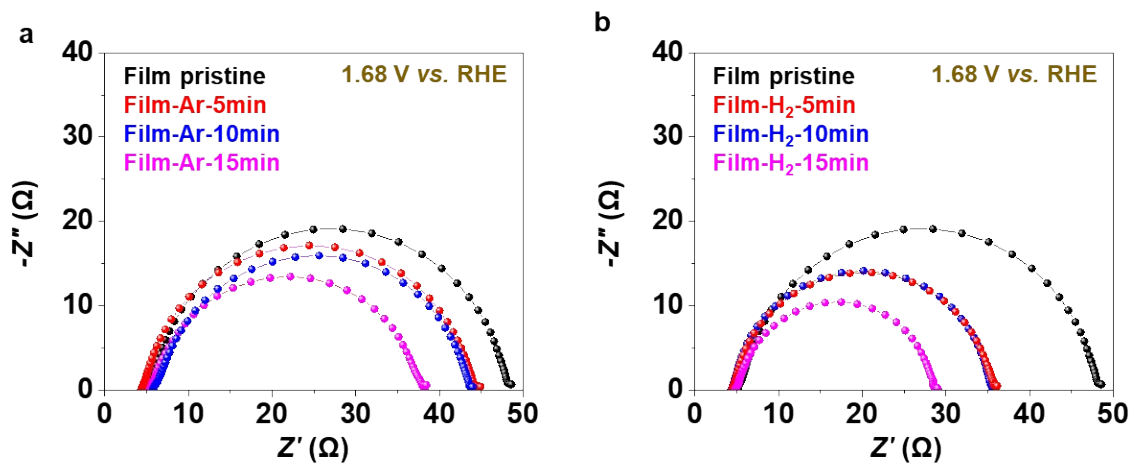 a
40
30
20
10
0
-Z″ (Ω)
Film pristine
1.68 V vs. RHE
Film-Ar-5min
Film-Ar-10min
Film-Ar-15min
0 10 20 30 40 50
Z′ (Ω)
b
40
30
20
10
0
-Z″ (Ω)
Film pristine
1.68 V vs. RHE
Film-H₂-5min
Film-H₂-10min
Film-H₂-15min
0 10 20 30 40 50
Z′ (Ω)